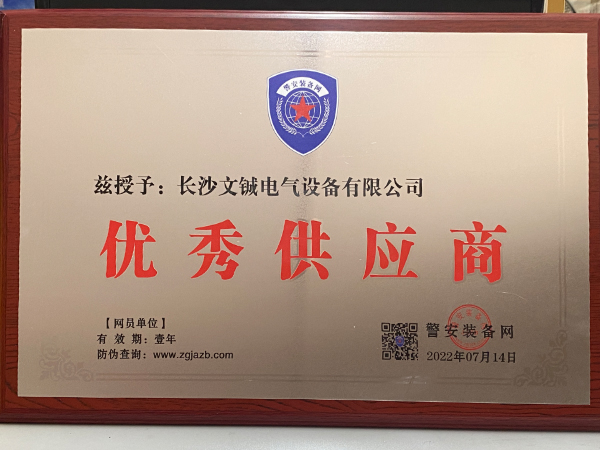 警安装备网
兹授予：长沙文铖电气设备有限公司
优秀供应商
【网员单位】
有 效 期：壹年
防伪查询：www.zgjazb.com
警安装备网
2022年07月14日